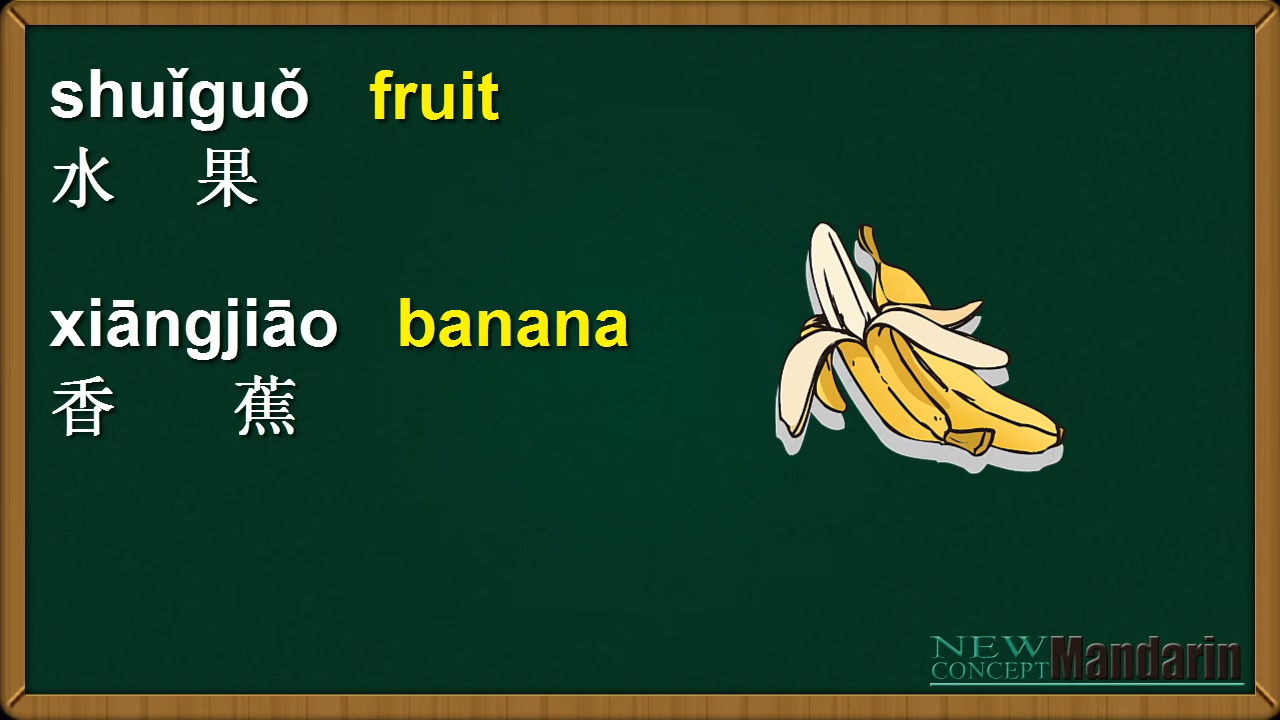 shuǐguǒ fruit
水 果
xiāngjiāo banana
香 蕉
NEW CONCEPT Mandarin